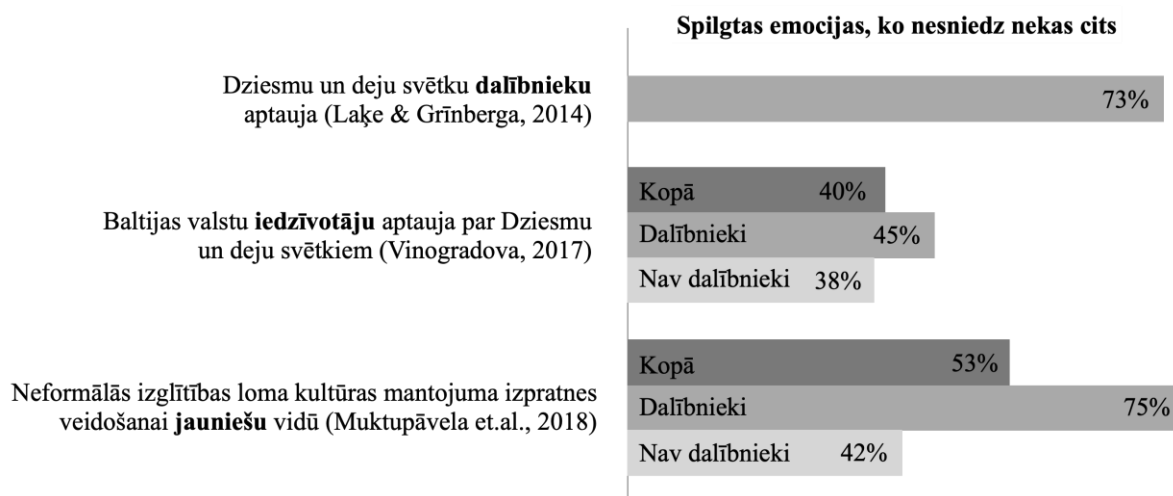 Spilgtas emocijas, ko nesniedz nekas cits
Dziesmu un deju svētku dalībnieku
aptauja (Laķe & Grīnberga, 2014)
73%
Baltijas valstu iedzīvotāju aptauja par Dziesmu
un deju svētkiem (Vinogradova, 2017)
Kopā 40%
Dalībnieki 45%
Nav dalībnieki 38%
Neformālās izglītības loma kultūras mantojuma izpratnes
veidošanai jauniešu vidū (Muktupāvela et.al., 2018)
Kopā 53%
Dalībnieki 75%
Nav dalībnieki 42%